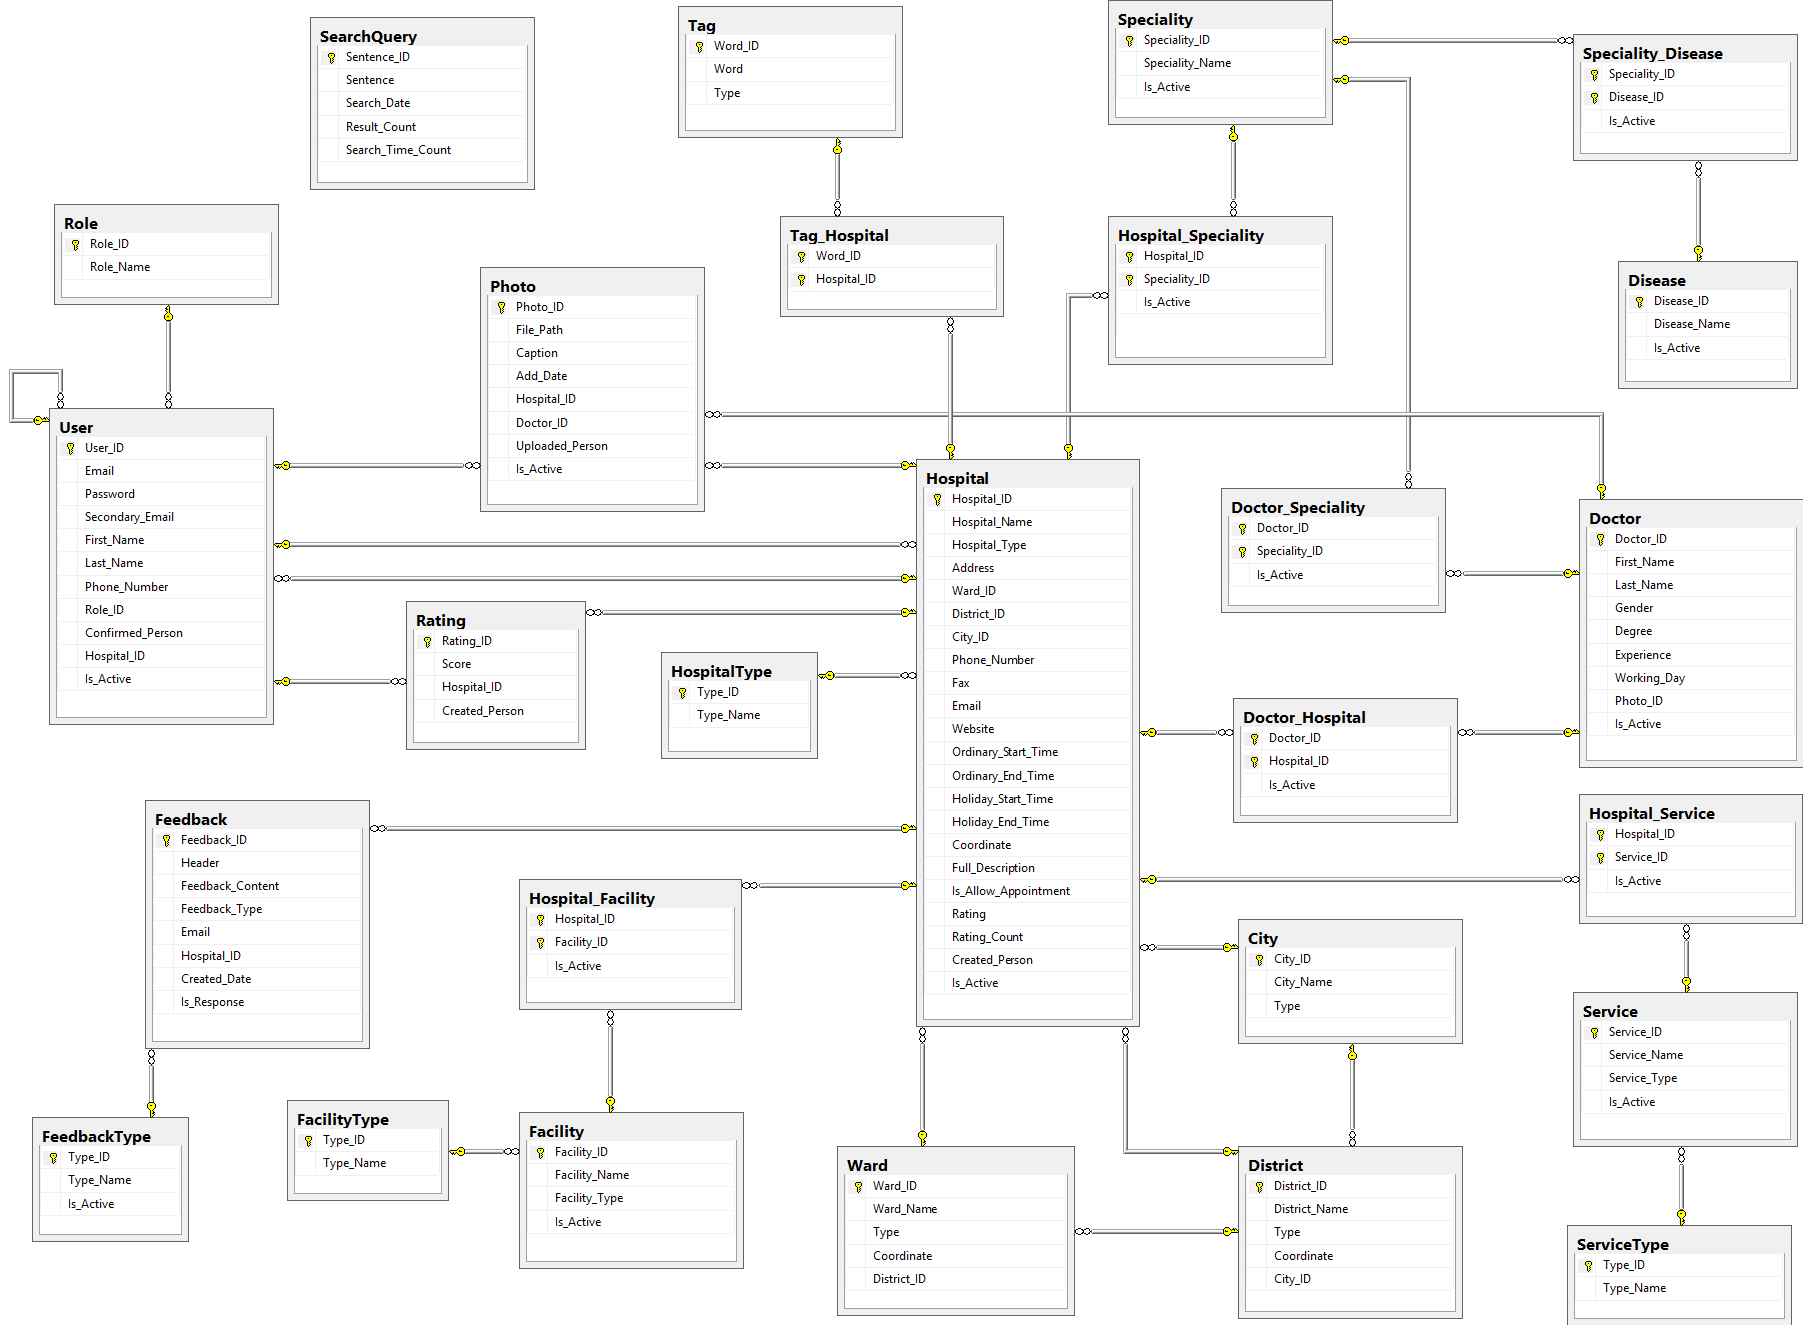 SearchQuery
Sentence_ID
Sentence
Search_Date
Result_Count
Search_Time_Count
Tag
Word_ID
Word
Type
Speciality
Speciality_ID
Speciality_Name
Is_Active
Speciality_Disease
Speciality_ID
Disease_ID
Is_Active
Role
Role_ID
Role_Name
Photo
Photo_ID
File_Path
Caption
Add_Date
Hospital_ID
Doctor_ID
Uploaded_Person
Is_Active
Tag_Hospital
Word_ID
Hospital_ID
Hospital_Speciality
Hospital_ID
Speciality_ID
Is_Active
Disease
Disease_ID
Disease_Name
Is_Active
User
User_ID
Email
Password
Secondary_Email
First_Name
Last_Name
Phone_Number
Role_ID
Confirmed_Person
Hospital_ID
Is_Active
Rating
Rating_ID
Score
Hospital_ID
Created_Person
HospitalType
Type_ID
Type_Name
Hospital
Hospital_ID
Hospital_Name
Hospital_Type
Address
Ward_ID
District_ID
City_ID
Phone_Number
Fax
Email
Website
Ordinary_Start_Time
Ordinary_End_Time
Holiday_Start_Time
Holiday_End_Time
Coordinate
Full_Description
Is_Allow_Appointment
Rating
Rating_Count
Created_Person
Is_Active
Doctor_Speciality
Doctor_ID
Speciality_ID
Is_Active
Doctor
Doctor_ID
First_Name
Last_Name
Gender
Degree
Experience
Working_Day
Photo_ID
Is_Active
Doctor_Hospital
Doctor_ID
Hospital_ID
Is_Active
Hospital_Service
Hospital_ID
Service_ID
Is_Active
Feedback
Feedback_ID
Header
Feedback_Content
Feedback_Type
Email
Hospital_ID
Created_Date
Is_Response
Hospital_Facility
Hospital_ID
Facility_ID
Is_Active
City
City_ID
City_Name
Type
Service
Service_ID
Service_Name
Service_Type
Is_Active
FeedbackType
Type_ID
Type_Name
Is_Active
FacilityType
Type_ID
Type_Name
Facility
Facility_ID
Facility_Name
Facility_Type
Is_Active
Ward
Ward_ID
Ward_Name
Type
Coordinate
District_ID
District
District_ID
District_Name
Type
Coordinate
City_ID
ServiceType
Type_ID
Type_Name